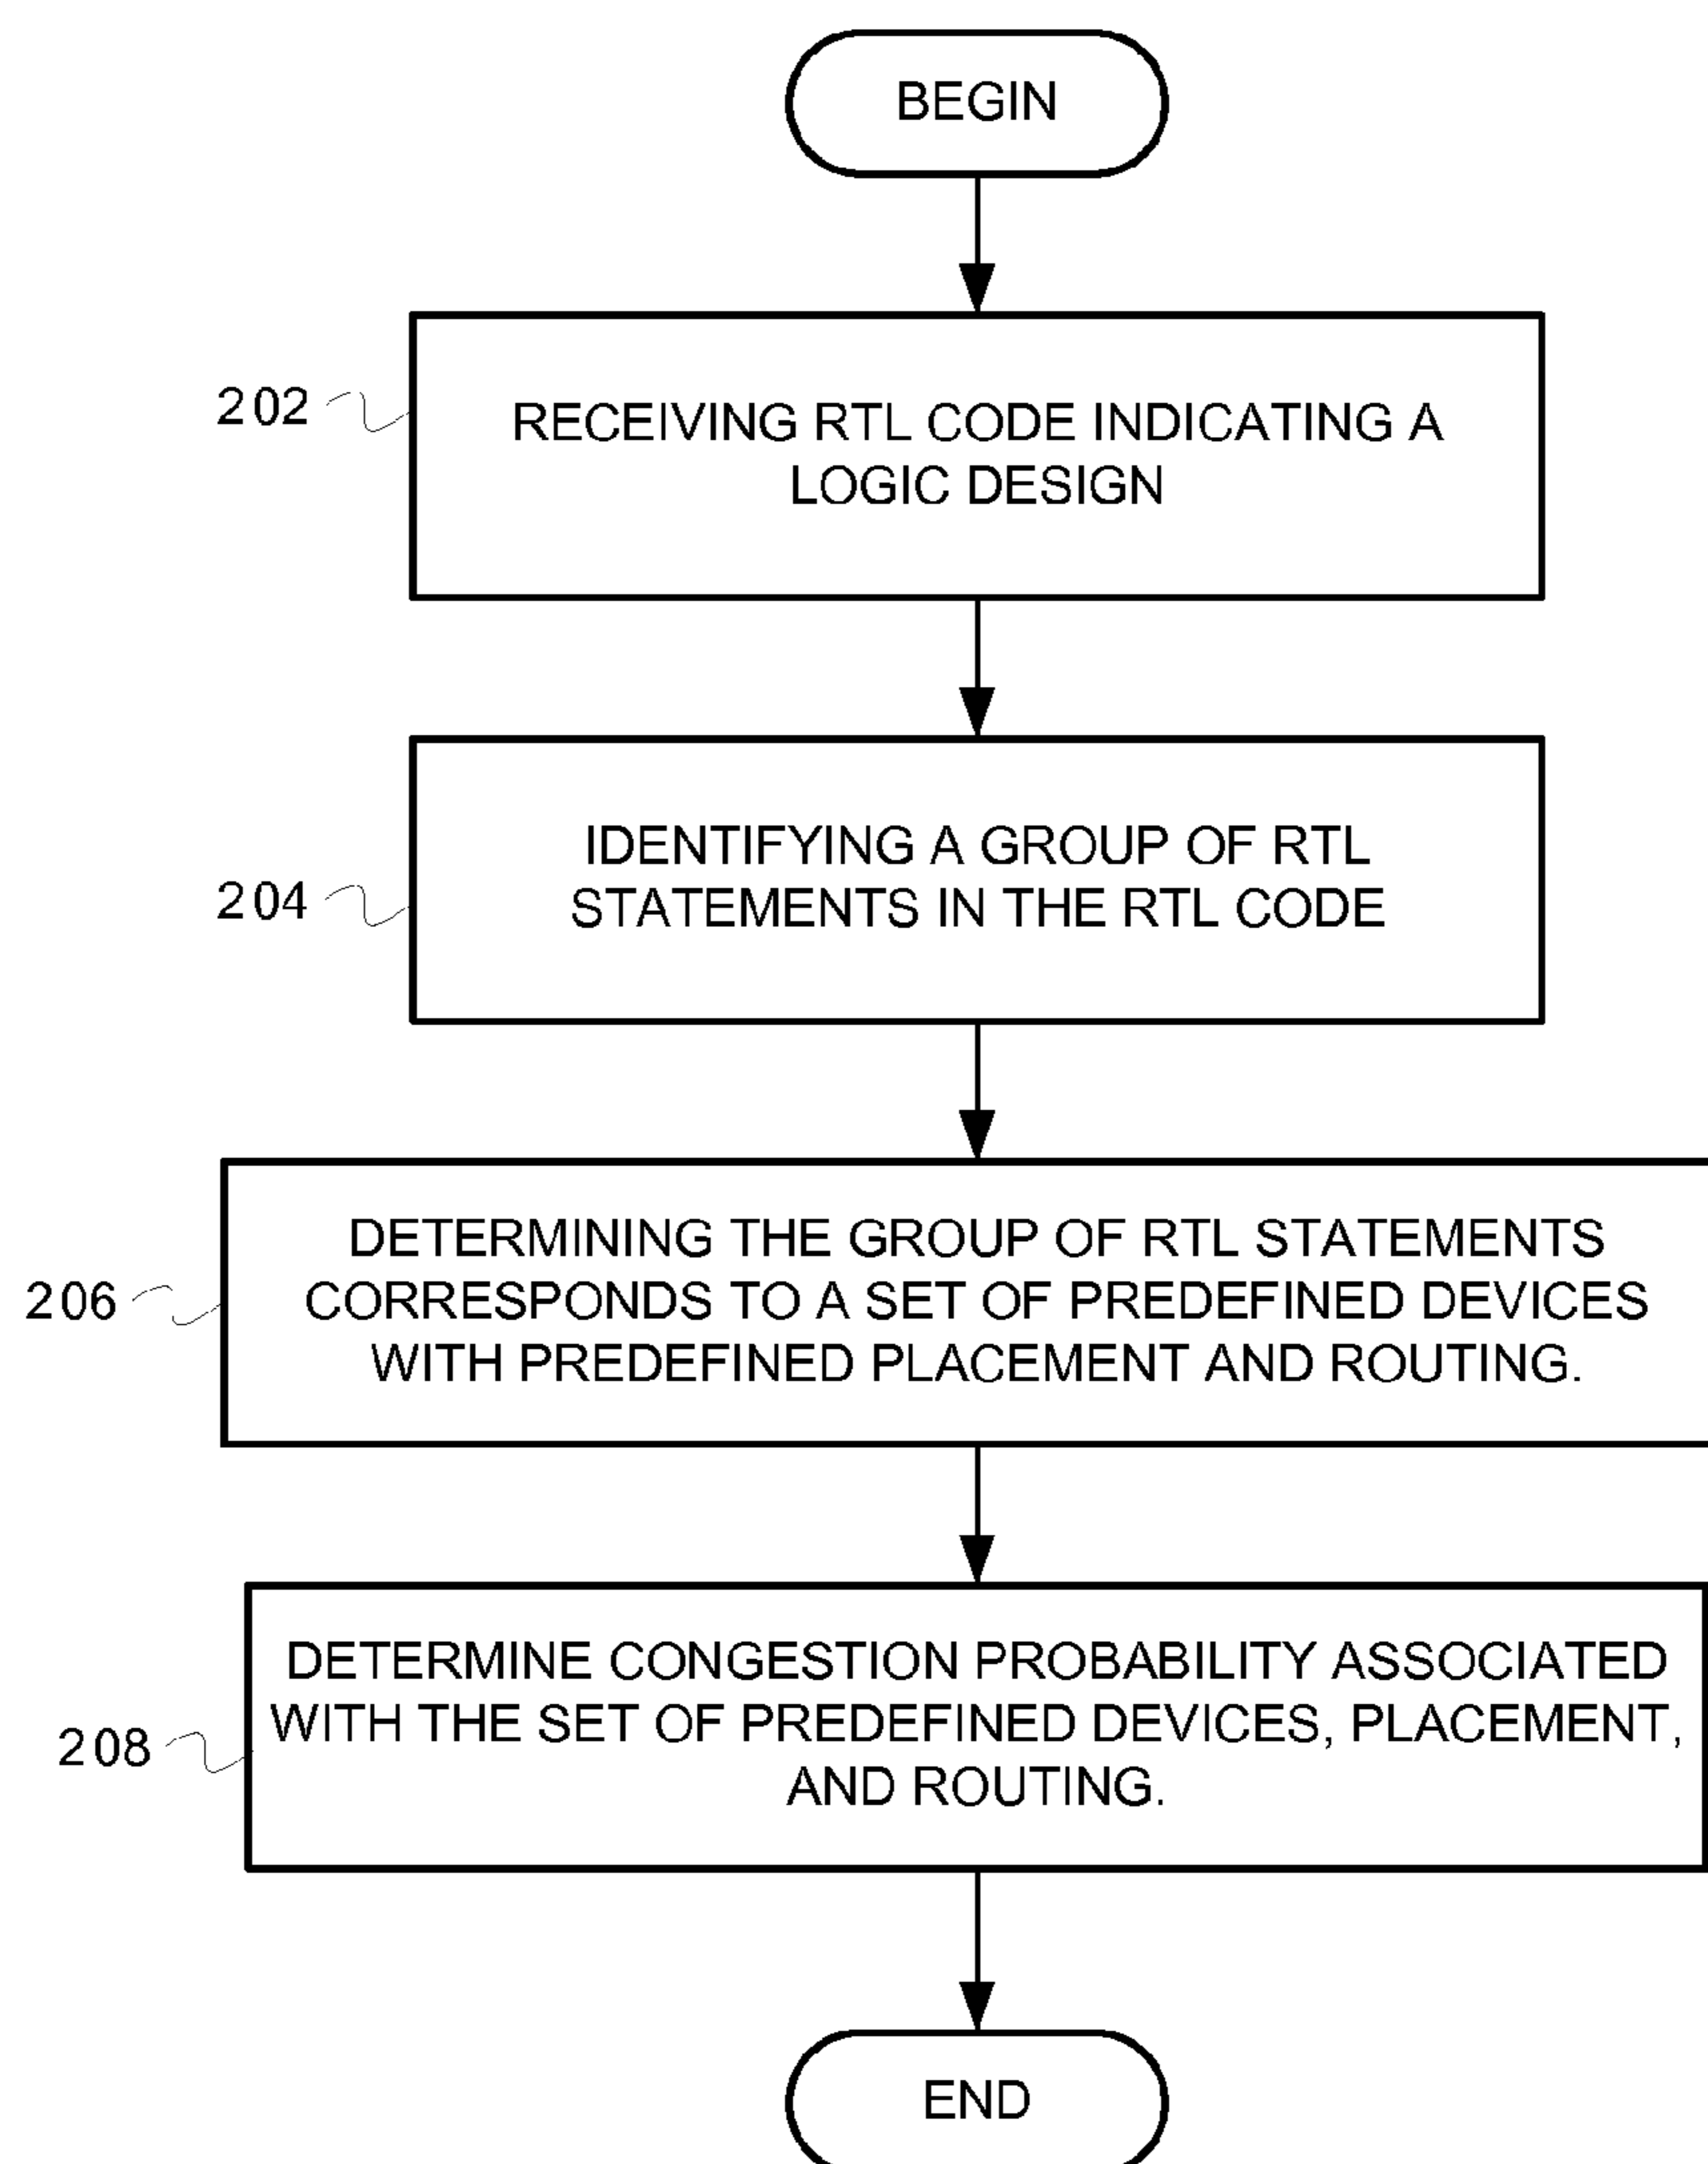 BEGIN
202
RECEIVING RTL CODE INDICATING A
LOGIC DESIGN
204
IDENTIFYING A GROUP OF RTL
STATEMENTS IN THE RTL CODE
206
DETERMINING THE GROUP OF RTL STATEMENTS
CORRESPONDS TO A SET OF PREDEFINED DEVICES
WITH PREDEFINED PLACEMENT AND ROUTING.
208
DETERMINE CONGESTION PROBABILITY ASSOCIATED
WITH THE SET OF PREDEFINED DEVICES, PLACEMENT,
AND ROUTING.
END